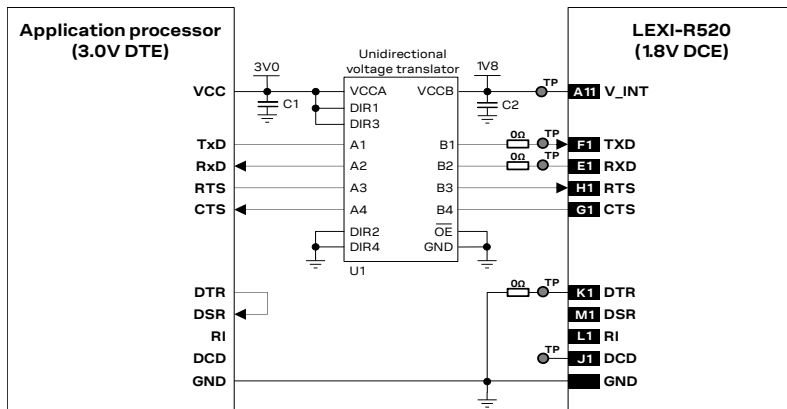 Application processor
(3.0V DTE)
LEXI-R520
(1.8V DCE)
Unidirectional
voltage translator
3V0
1V8
TP
VCC
VCCA
VCCB
A11
V_INT
C1
C2
DIR1
DIR3
0Ω
TP
TxD
A1
B1
F1
TXD
0Ω
TP
RxD
A2
B2
E1
RXD
RTS
A3
B3
H1
RTS
CTS
A4
B4
G1
CTS
DIR2
OE
DIR4
GND
U1
0Ω
TP
DTR
K1
DTR
DSR
M1
DSR
RI
L1
RI
TP
DCD
J1
DCD
GND
GND